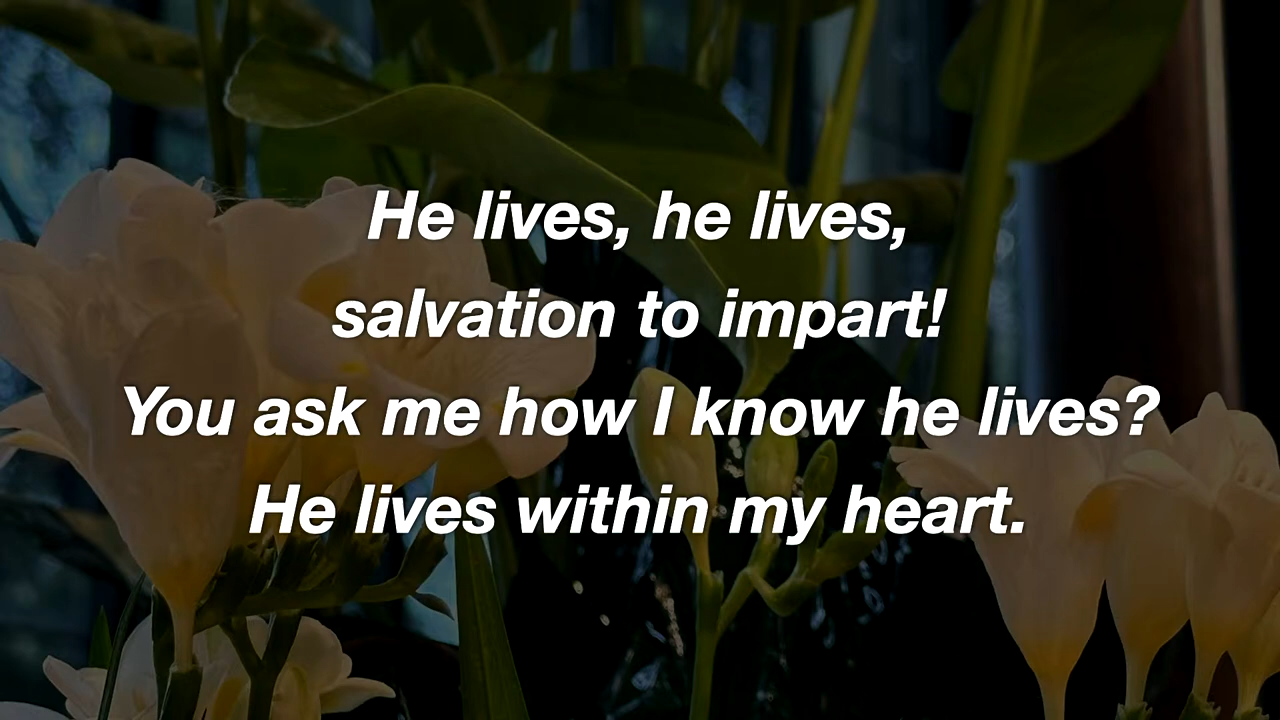 He lives, he lives,
salvation to impart!
You ask me how I know he lives?
He lives within my heart.